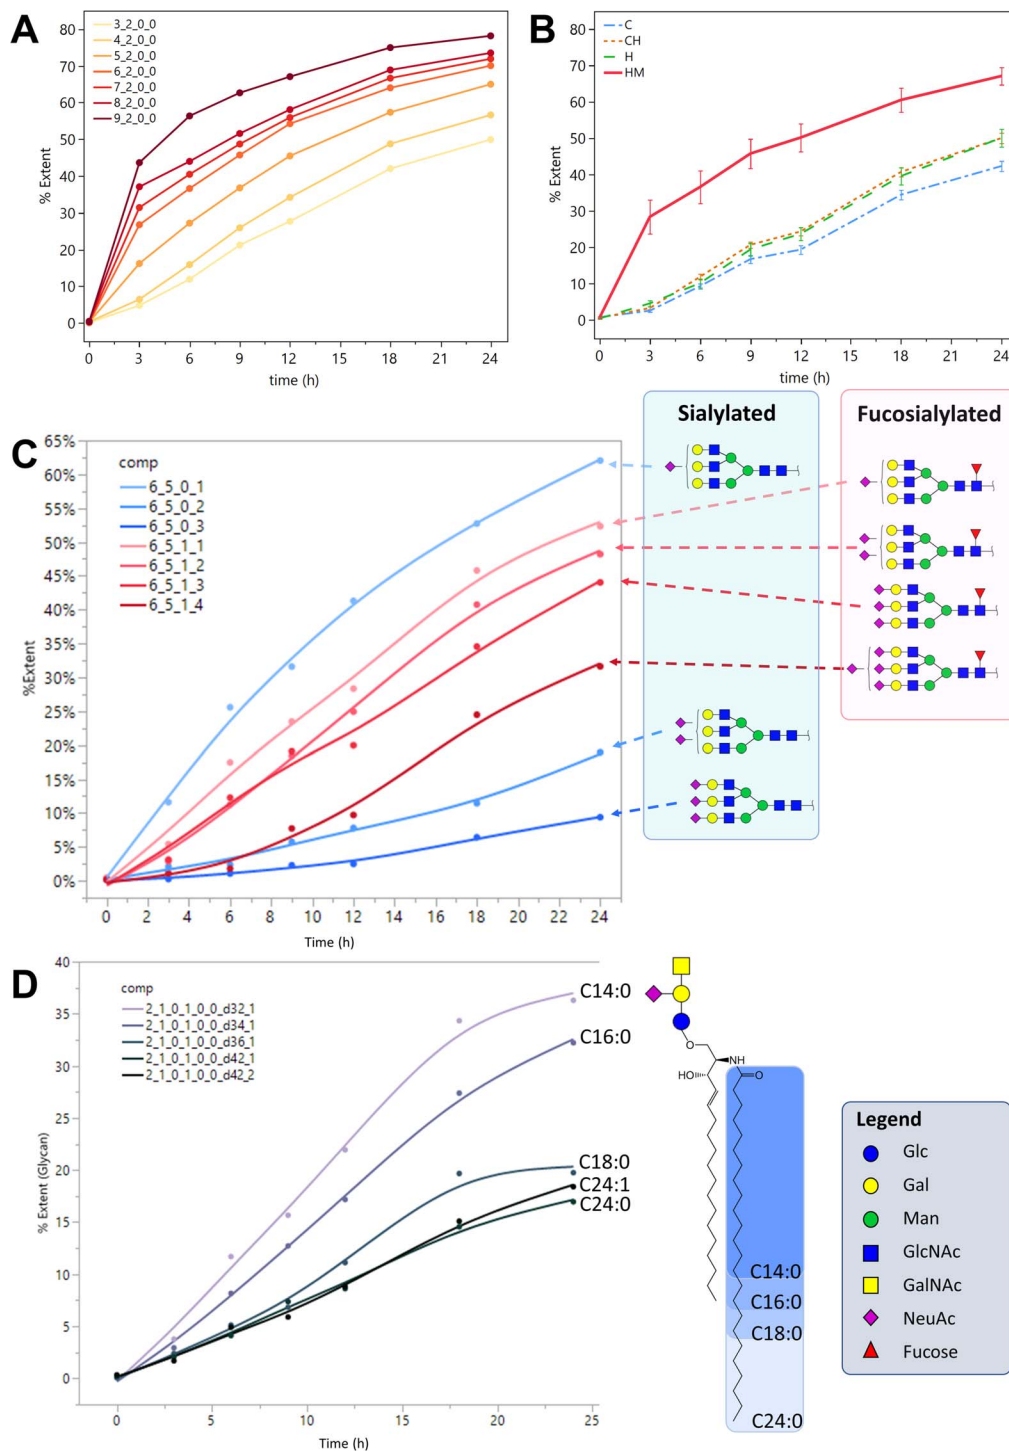 A
80
70
60
50
40
30
20
10
0
% Extent
3_2_0_0
4_2_0_0
5_2_0_0
6_2_0_0
7_2_0_0
8_2_0_0
9_2_0_0
0 3 6 9 12 15 18 21 24
time (h)
B
80
70
60
50
40
30
20
10
0
% Extent
C
CH
H
HM
0 3 6 9 12 15 18 21 24
time (h)
C
65%
60%
55%
50%
45%
40%
35%
30%
25%
20%
15%
10%
5%
0%
%Extent
comp
6_5_0_1
6_5_0_2
6_5_0_3
6_5_1_1
6_5_1_2
6_5_1_3
6_5_1_4
0 2 4 6 8 10 12 14 16 18 20 22 24
Time (h)
Sialylated
Fucosialylated
D
40
35
30
25
20
15
10
5
0
% Extent (Glycan)
comp
2_1_0_1_0_0_d32_1
2_1_0_1_0_0_d34_1
2_1_0_1_0_0_d36_1
2_1_0_1_0_0_d42_1
2_1_0_1_0_0_d42_2
C14:0
C16:0
C18:0
C24:1
C24:0
0 5 10 15 20 25
Time (h)
O
NH
HO
O
C14:0
C16:0
C18:0
C24:0
Legend
Glc
Gal
Man
GlcNAc
GalNAc
NeuAc
Fucose